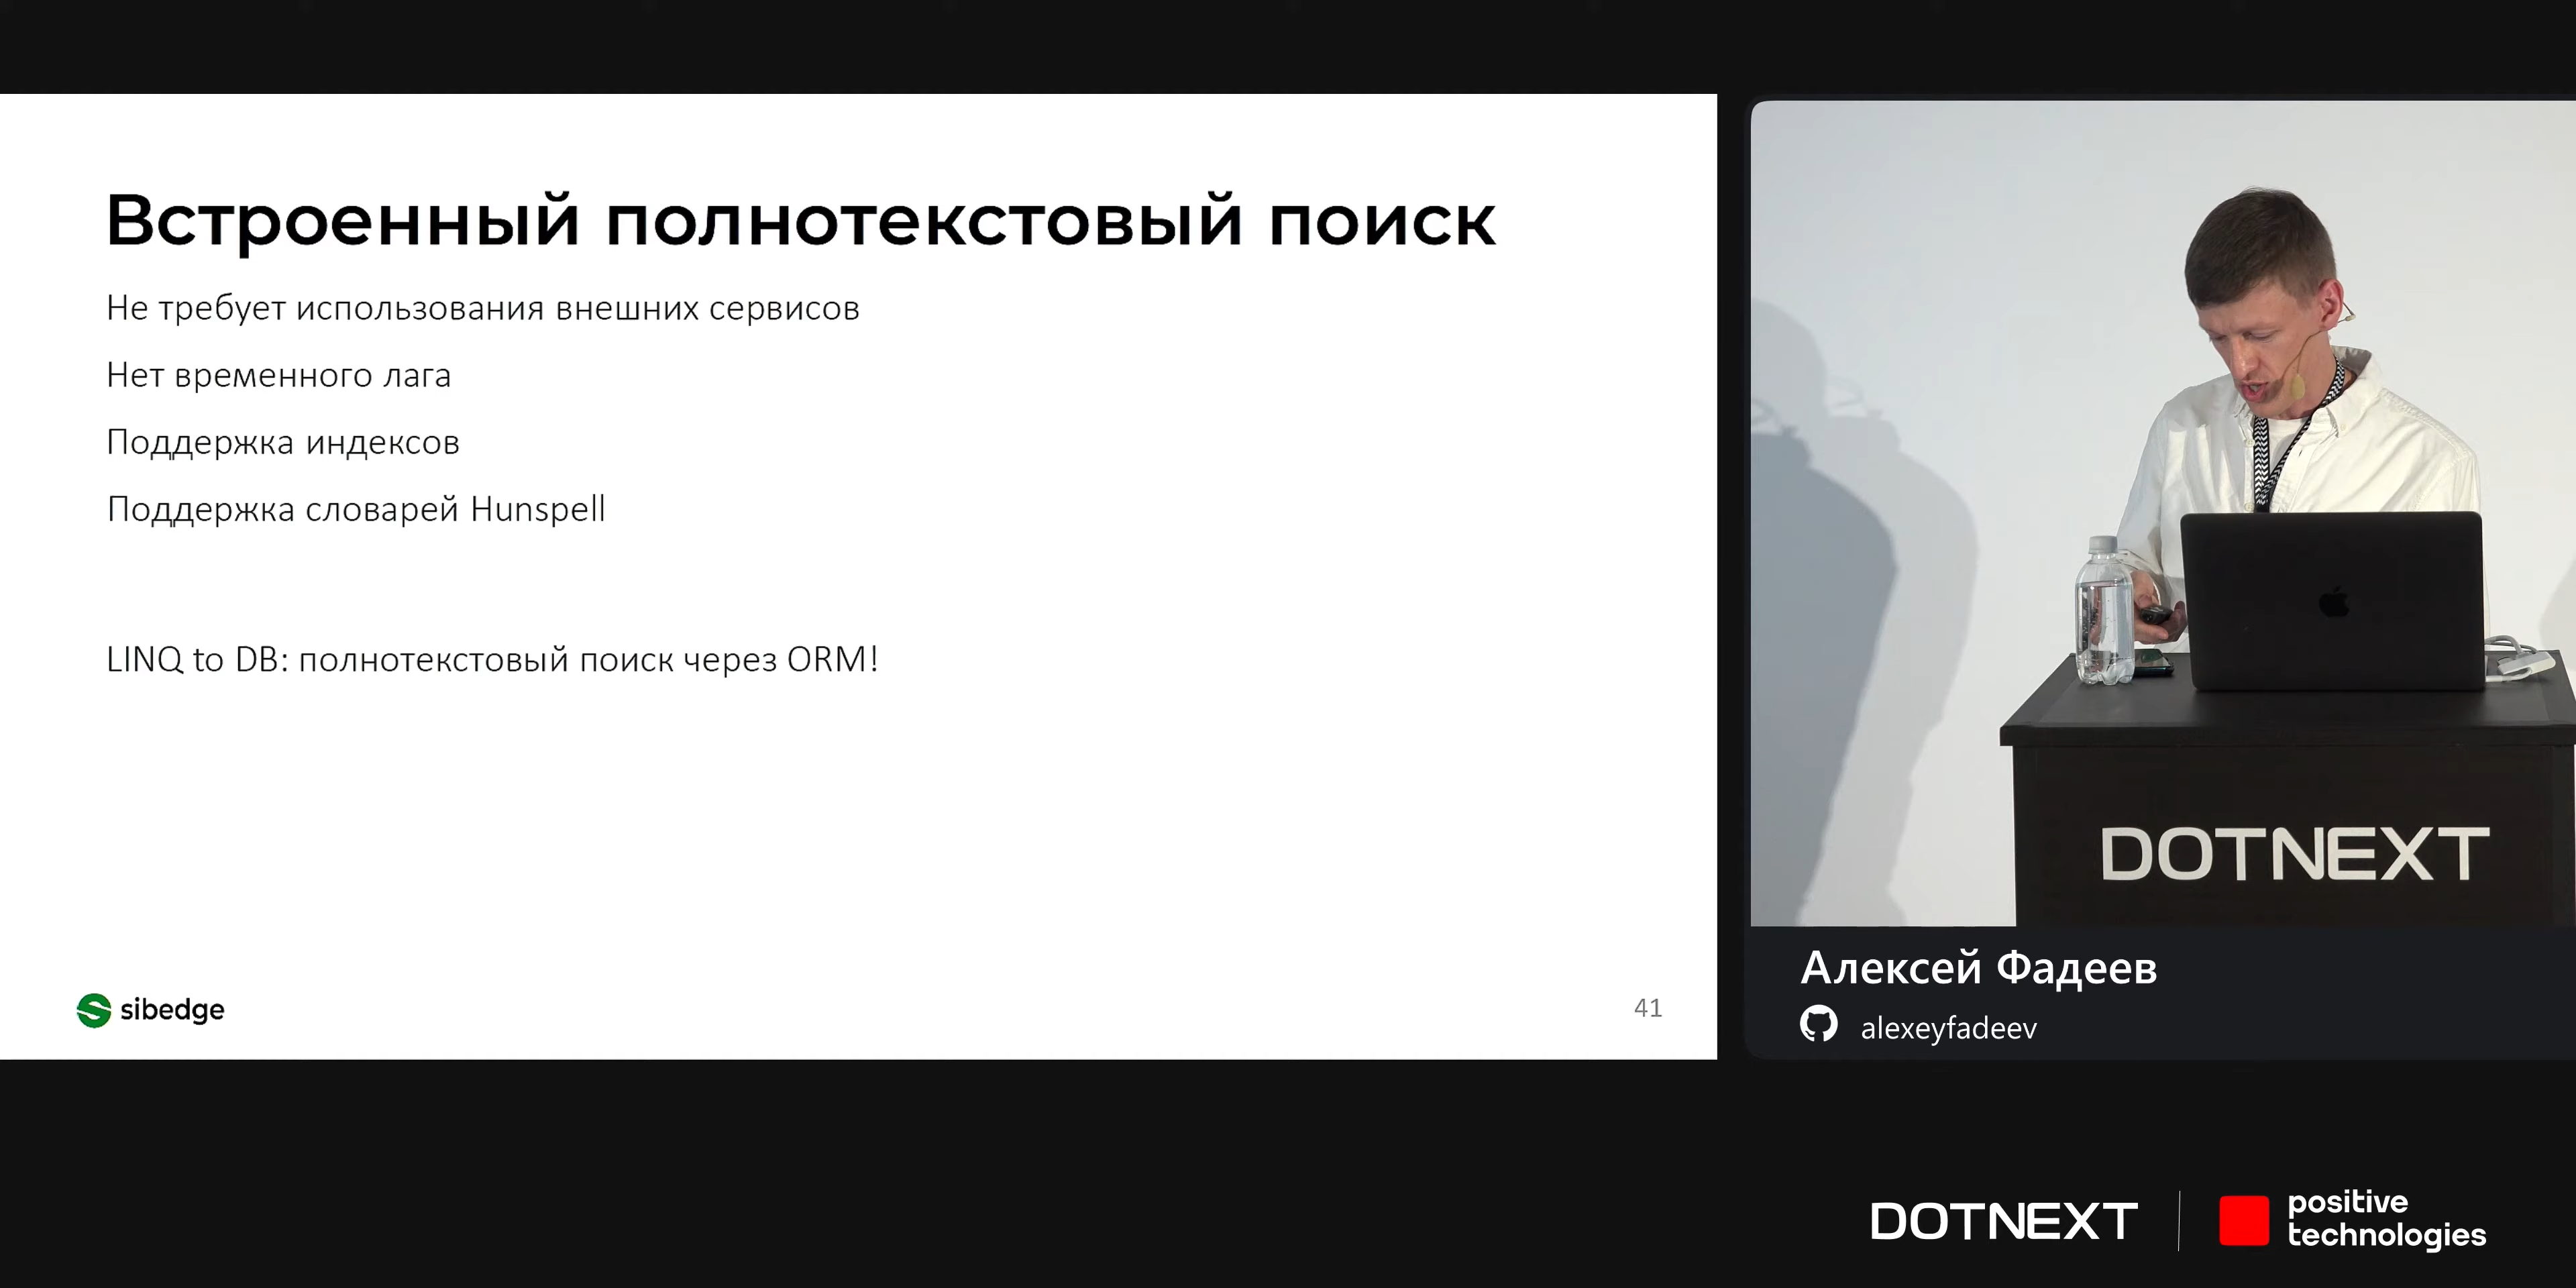 Встроенный полнотекстовый поиск
Не требует использования внешних сервисов
Нет временного лага
Поддержка индексов
Поддержка словарей Hunspell
LINQ to DB: полнотекстовый поиск через ORM!
sibedge
41
DOTNEXT
Алексей Фадеев
alexeyfadeev
DOTNEXT
positive
technologies